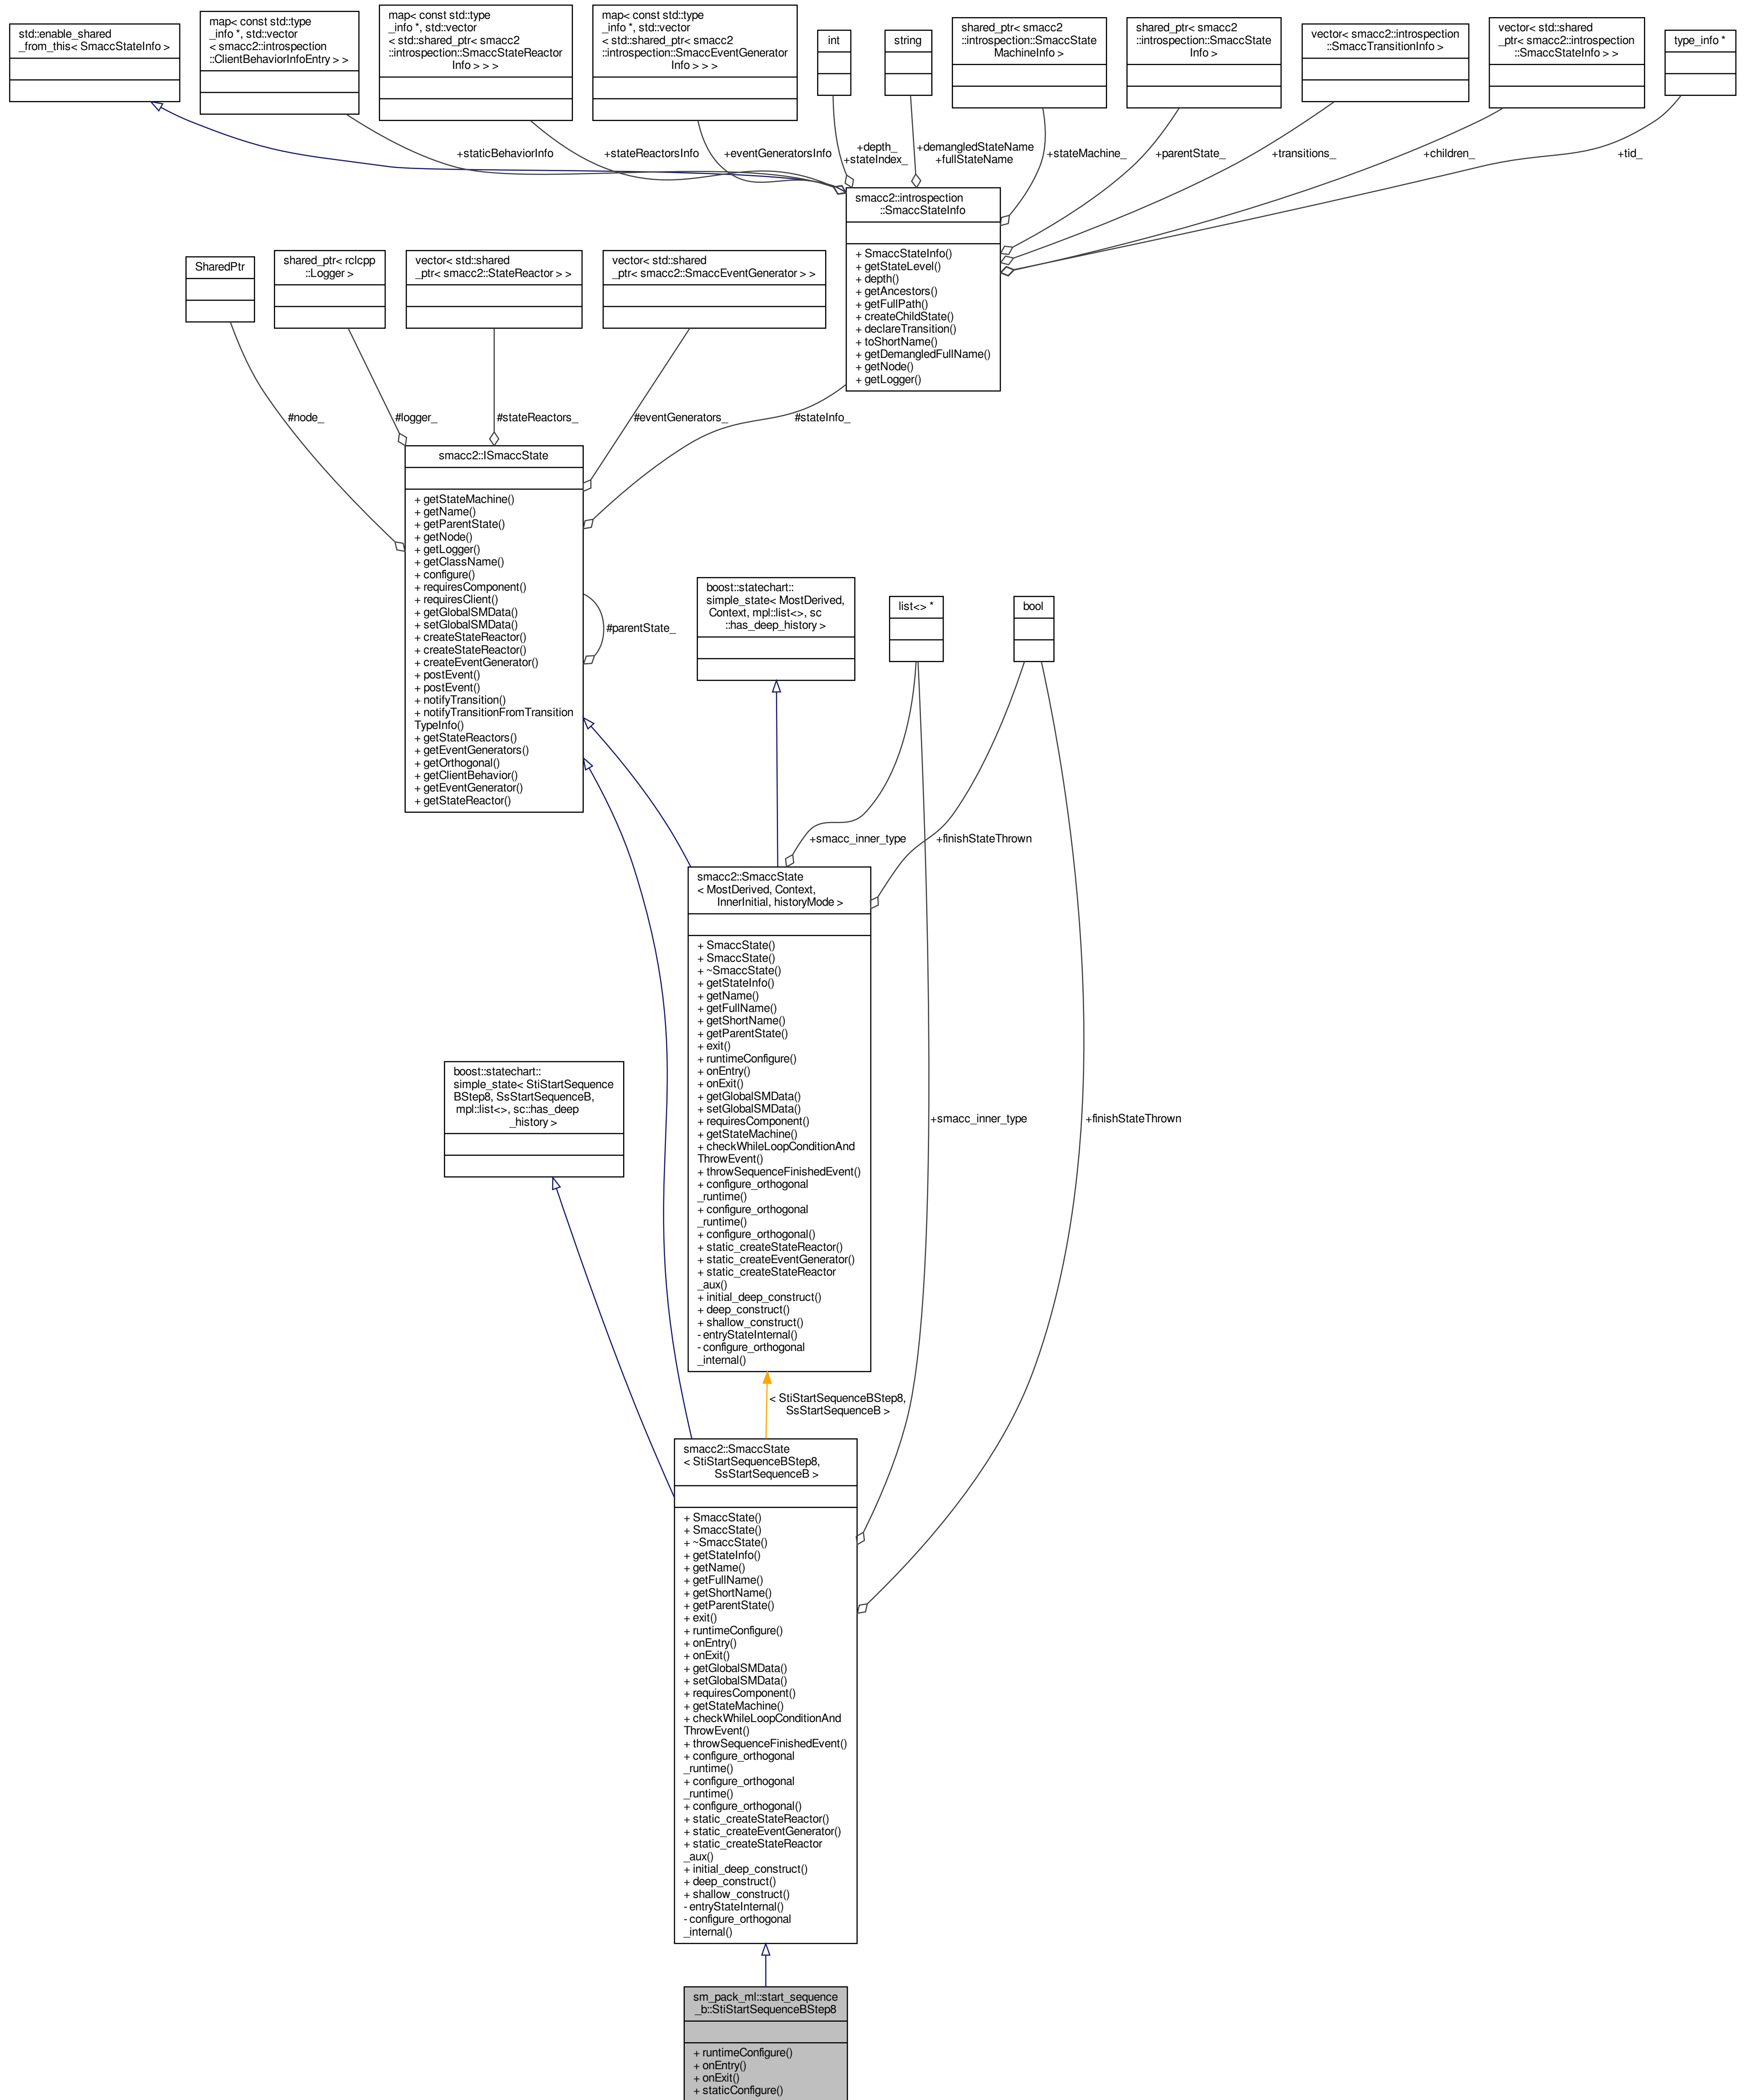 std::enable_shared
_from_this< SmaccStateInfo >
map< const std::type
_info *, std::vector
< smacc2::introspection
::ClientBehaviorInfoEntry > >
map< const std::type
_info *, std::vector
< std::shared_ptr< smacc2
::introspection::SmaccStateReactor
Info > > >
map< const std::type
_info *, std::vector
< std::shared_ptr< smacc2
::introspection::SmaccEventGenerator
Info > > >
int
string
shared_ptr< smacc2
::introspection::SmaccState
MachineInfo >
shared_ptr< smacc2
::introspection::SmaccState
Info >
vector< smacc2::introspection
::SmaccTransitionInfo >
vector< std::shared
_ptr< smacc2::introspection
::SmaccStateInfo > >
type_info *
+staticBehaviorInfo
+stateReactorsInfo
+eventGeneratorsInfo
+depth_
+stateIndex_
+demangledStateName
+fullStateName
+stateMachine_
+parentState_
+transitions_
+children_
+tid_
smacc2::introspection
::SmaccStateInfo
+ SmaccStateInfo()
+ getStateLevel()
+ depth()
+ getAncestors()
+ getFullPath()
+ createChildState()
+ declareTransition()
+ toShortName()
+ getDemangledFullName()
+ getNode()
+ getLogger()
SharedPtr
shared_ptr< rclcpp
::Logger >
vector< std::shared
_ptr< smacc2::StateReactor > >
vector< std::shared
_ptr< smacc2::SmaccEventGenerator > >
#node_
#logger_
#stateReactors_
#eventGenerators_
#stateInfo_
smacc2::ISmaccState
+ getStateMachine()
+ getName()
+ getParentState()
+ getNode()
+ getLogger()
+ getClassName()
+ configure()
+ requiresComponent()
+ requiresClient()
+ getGlobalSMData()
+ setGlobalSMData()
+ createStateReactor()
+ createStateReactor()
+ createEventGenerator()
+ postEvent()
+ postEvent()
+ notifyTransition()
+ notifyTransitionFromTransition
TypeInfo()
+ getStateReactors()
+ getEventGenerators()
+ getOrthogonal()
+ getClientBehavior()
+ getEventGenerator()
+ getStateReactor()
#parentState_
boost::statechart::
simple_state< MostDerived,
Context, mpl::list<>, sc
::has_deep_history >
list<> *
bool
+smacc_inner_type
+finishStateThrown
smacc2::SmaccState
< MostDerived, Context,
InnerInitial, historyMode >
+ SmaccState()
+ SmaccState()
+ ~SmaccState()
+ getStateInfo()
+ getName()
+ getFullName()
+ getShortName()
+ getParentState()
+ exit()
+ runtimeConfigure()
+ onEntry()
+ onExit()
+ getGlobalSMData()
+ setGlobalSMData()
+ requiresComponent()
+ getStateMachine()
+ checkWhileLoopConditionAnd
ThrowEvent()
+ throwSequenceFinishedEvent()
+ configure_orthogonal
_runtime()
+ configure_orthogonal
_runtime()
+ configure_orthogonal()
+ static_createStateReactor()
+ static_createEventGenerator()
+ static_createStateReactor
_aux()
+ initial_deep_construct()
+ deep_construct()
+ shallow_construct()
- entryStateInternal()
- configure_orthogonal
_internal()
boost::statechart::
simple_state< StiStartSequence
BStep8, SsStartSequenceB,
mpl::list<>, sc::has_deep
_history >
+smacc_inner_type
+finishStateThrown
< StiStartSequenceBStep8,
SsStartSequenceB >
smacc2::SmaccState
< StiStartSequenceBStep8,
SsStartSequenceB >
+ SmaccState()
+ SmaccState()
+ ~SmaccState()
+ getStateInfo()
+ getName()
+ getFullName()
+ getShortName()
+ getParentState()
+ exit()
+ runtimeConfigure()
+ onEntry()
+ onExit()
+ getGlobalSMData()
+ setGlobalSMData()
+ requiresComponent()
+ getStateMachine()
+ checkWhileLoopConditionAnd
ThrowEvent()
+ throwSequenceFinishedEvent()
+ configure_orthogonal
_runtime()
+ configure_orthogonal
_runtime()
+ configure_orthogonal()
+ static_createStateReactor()
+ static_createEventGenerator()
+ static_createStateReactor
_aux()
+ initial_deep_construct()
+ deep_construct()
+ shallow_construct()
- entryStateInternal()
- configure_orthogonal
_internal()
sm_pack_ml::start_sequence
_b::StiStartSequenceBStep8
+ runtimeConfigure()
+ onEntry()
+ onExit()
+ staticConfigure()